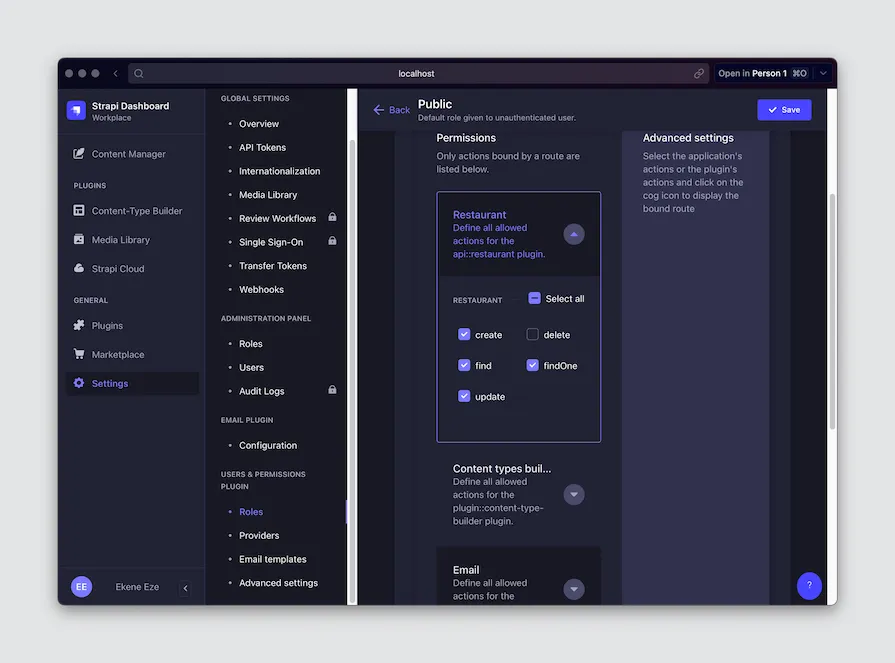 localhost
Open in Person 1 ⌘O
Strapi Dashboard
Workplace
Content Manager
PLUGINS
Content-Type Builder
Media Library
Strapi Cloud
GENERAL
Plugins
Marketplace
Settings
EE
Ekene Eze
GLOBAL SETTINGS
Overview
API Tokens
Internationalization
Media Library
Review Workflows
Single Sign-On
Transfer Tokens
Webhooks
ADMINISTRATION PANEL
Roles
Users
Audit Logs
EMAIL PLUGIN
Configuration
USERS & PERMISSIONS
PLUGIN
Roles
Providers
Email templates
Advanced settings
Back
Public
Default role given to unauthenticated user.
Save
Permissions
Only actions bound by a route are
listed below.
Restaurant
Define all allowed
actions for the
api::restaurant plugin.
RESTAURANT
Select all
create
delete
find
findOne
update
Content types buil...
Define all allowed
actions for the
plugin::content-type-
builder plugin.
Email
Define all allowed
actions for the
Advanced settings
Select the application's
actions or the plugin's
actions and click on the
cog icon to display the
bound route
?